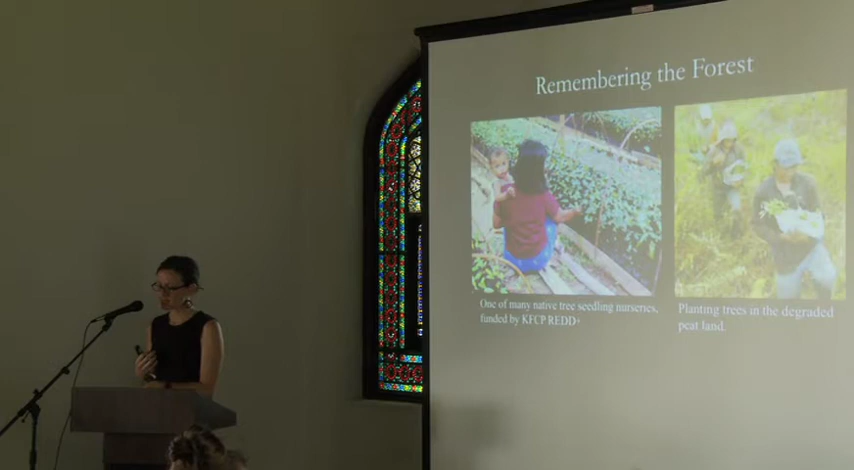 Remembering the Forest
One of many native tree seedling nurseries,
funded by KFCP REDD+
Planting trees in the degraded
peat land.